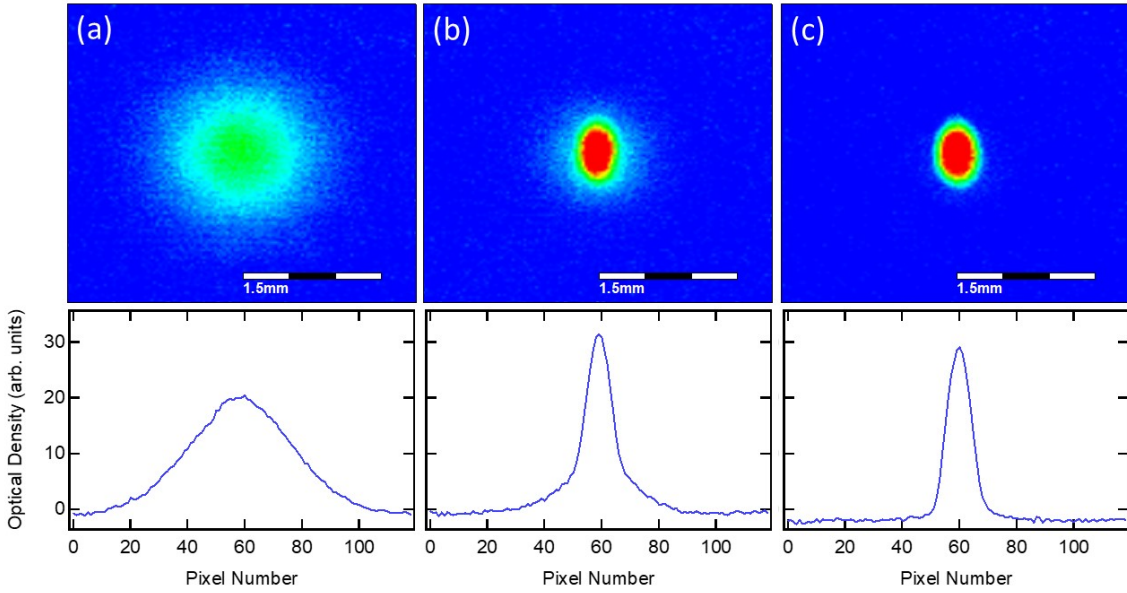 (a) (b) (c)
1.5mm 1.5mm 1.5mm
Optical Density (arb. units)
30
20
10
0
0 20 40 60 80 100 0 20 40 60 80 100 0 20 40 60 80 100
Pixel Number Pixel Number Pixel Number